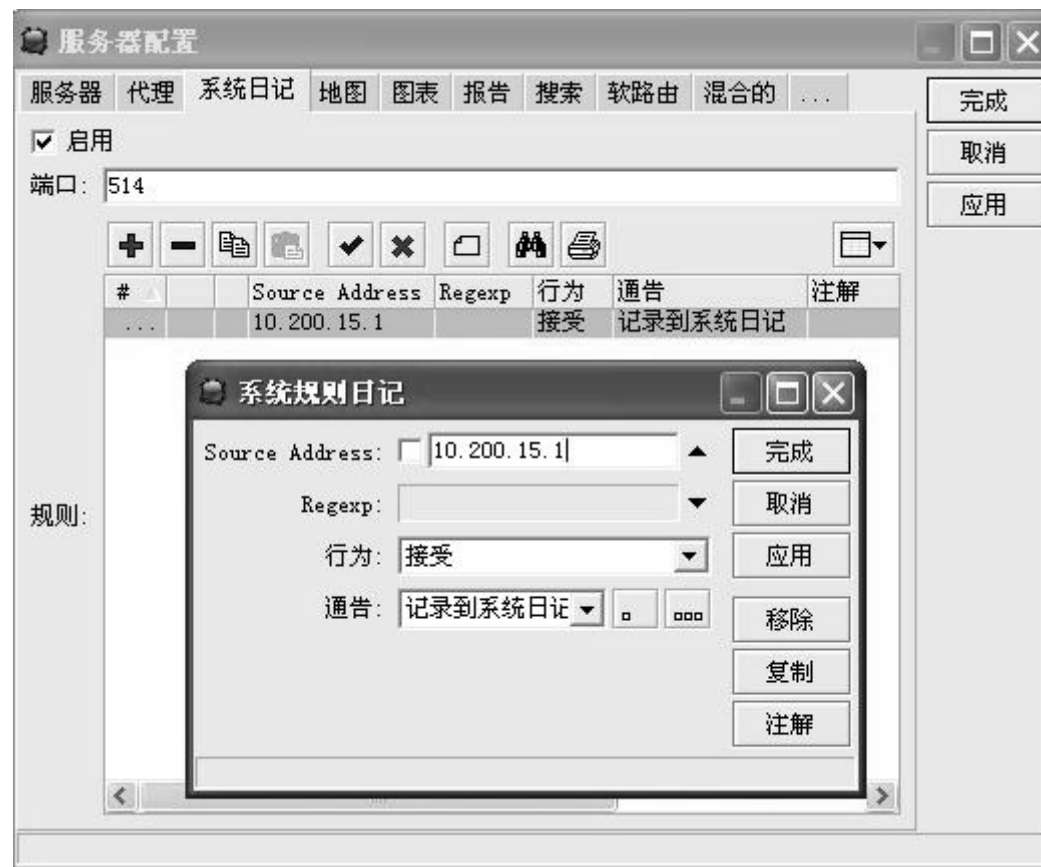 服务器配置
服务器 代理 系统日记 地图 图表 报告 搜索 软路由 混合的 ...
完成
取消
应用
启用
端口: 514
# Source Address Regexp 行为 通告 注解
... 10.200.15.1 接受 记录到系统日记
规则:
系统规则日记
Source Address: 10.200.15.1
Regexp:
行为: 接受
通告: 记录到系统日记
完成
取消
应用
移除
复制
注解